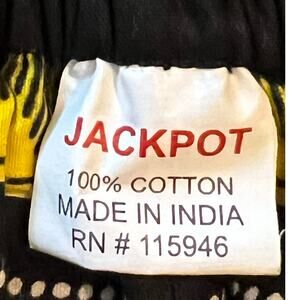 JACKPOT
100% COTTON
MADE IN INDIA
RN # 115946